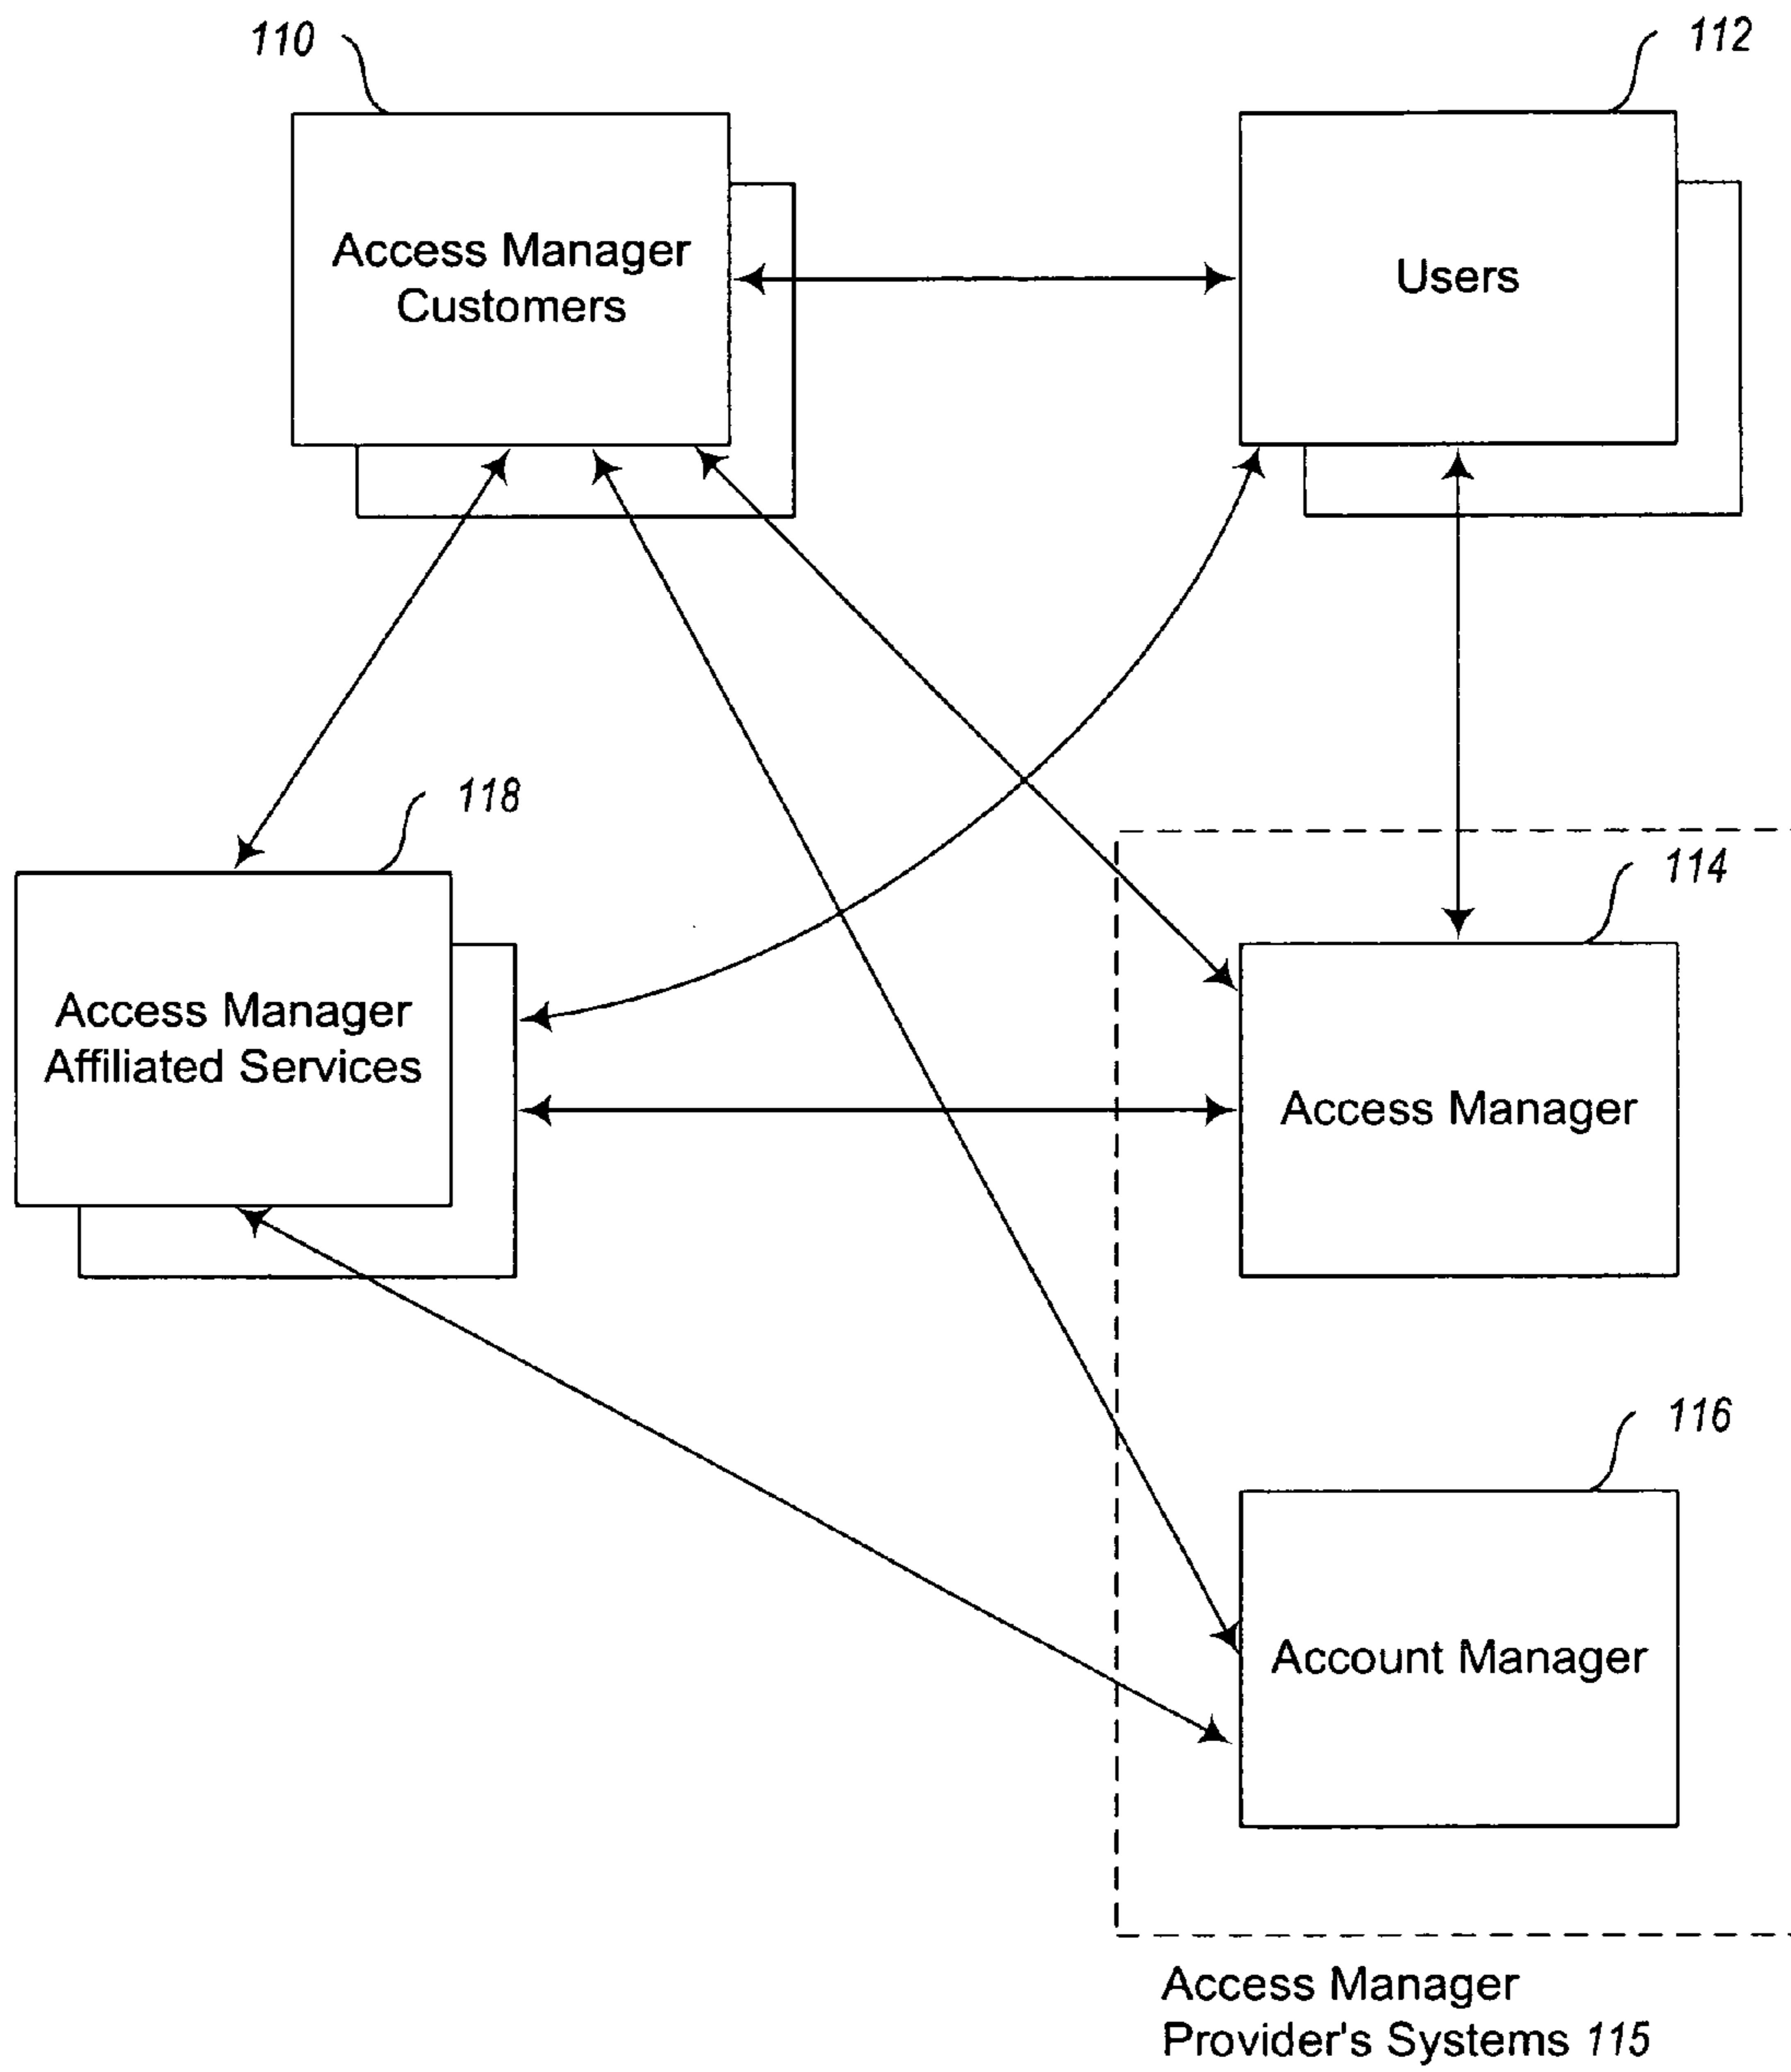 110
112
Access Manager
Customers
Users
118
114
Access Manager
Affiliated Services
Access Manager
116
Account Manager
Access Manager
Provider's Systems 115